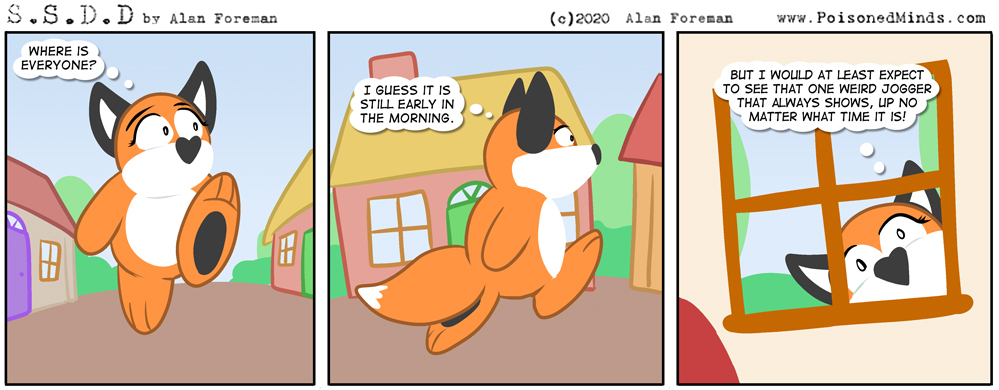 S.S.D.D by Alan Foreman (c)2020 Alan Foreman www.PoisonedMinds.com
WHERE IS
EVERYONE?
I GUESS IT IS
STILL EARLY IN
THE MORNING.
BUT I WOULD AT LEAST EXPECT
TO SEE THAT ONE WEIRD JOGGER
THAT ALWAYS SHOWS, UP NO
MATTER WHAT TIME IT IS!